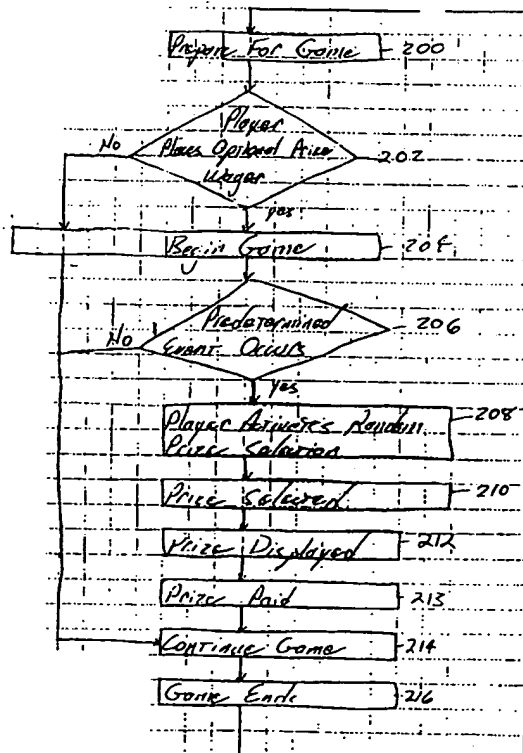 Prepare For Game 200
Player
Places Optional Prize 202
Wager
No
yes
Begin Game 204
Predetermined 206
Event Occurs
No
yes
Player Activates Random 208
Prize Selection
Prize Selected 210
Prize Displayed 212
Prize Paid 213
Continue Game 214
Game Ends 216